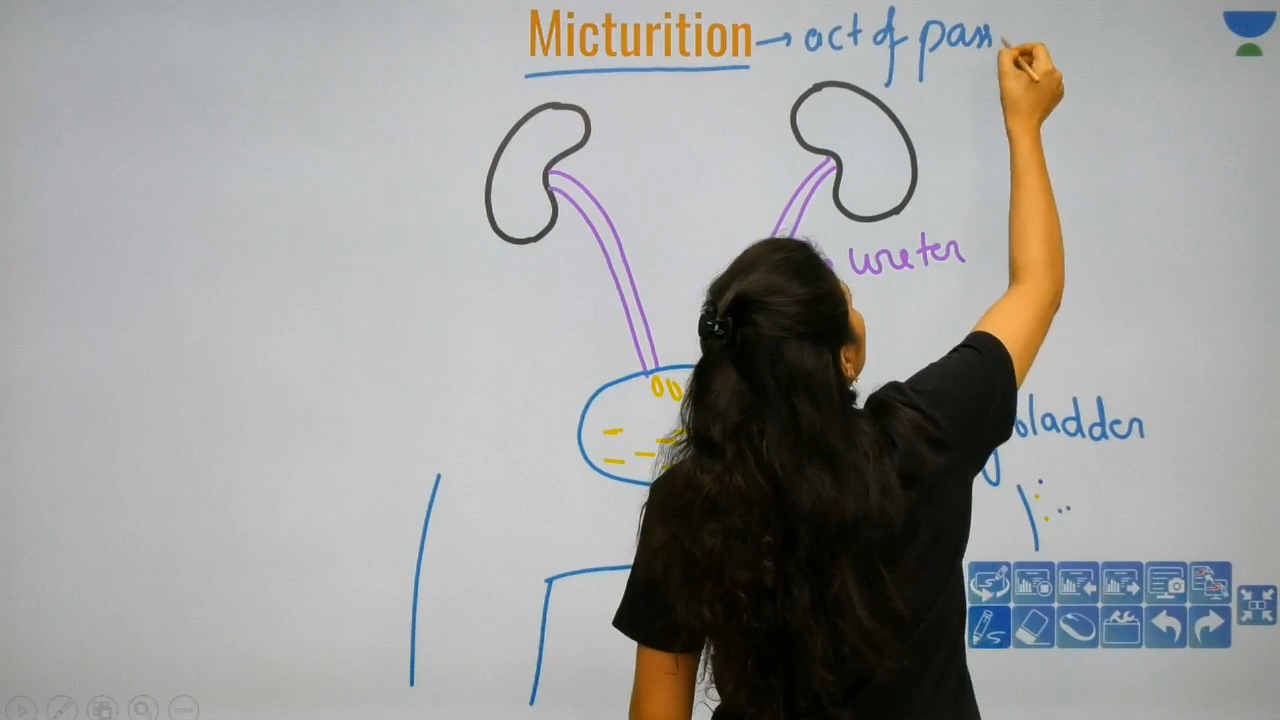 Micturition → act of pass
ureter
bladder